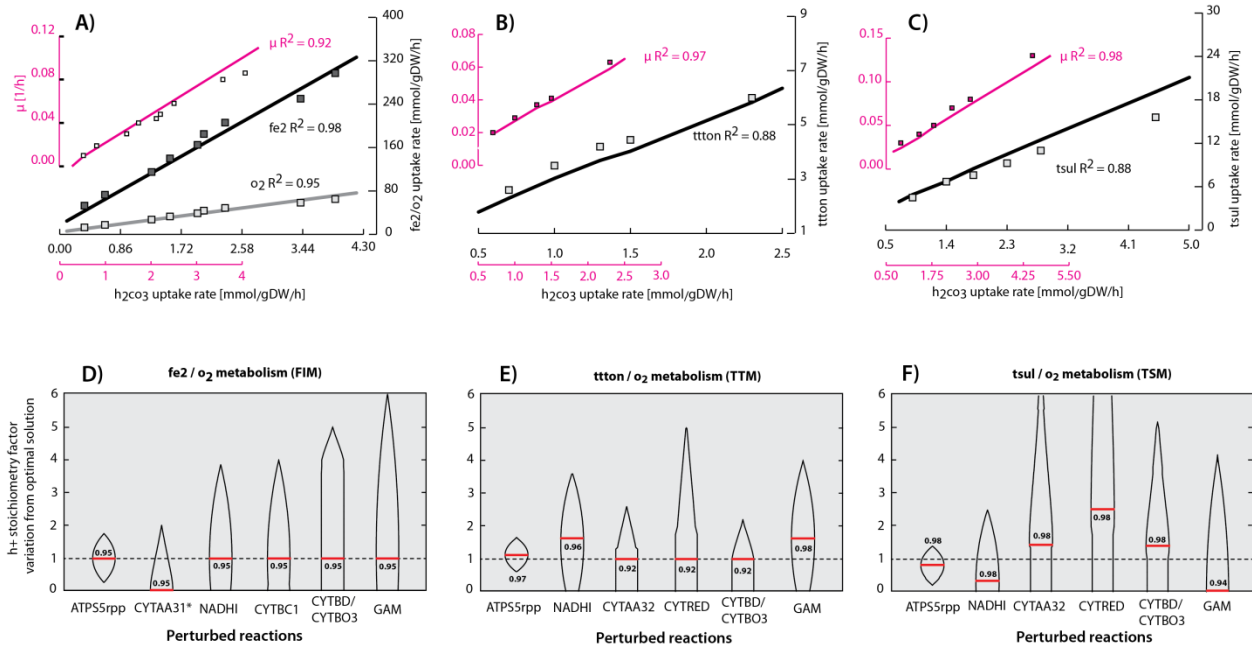 A)
B)
C)
μ [1/h]
0.12
0.08
0.04
0.00
μ R2 = 0.92
fe2 R2 = 0.98
o2 R2 = 0.95
400
320
240
160
80
0
fe2/o2 uptake rate [mmol/gDW/h]
0.00 0.86 1.72 2.58 3.44 4.30
0 1 2 3 4
h2co3 uptake rate [mmol/gDW/h]
0.08
0.06
0.04
0.02
0.00
μ R2 = 0.97
ttton R2 = 0.88
9
7
5
3
1
ttton uptake rate [mmol/gDW/h]
0.5 1.0 1.5 2.0 2.5
0.5 1.0 1.5 2.5 3.0
h2co3 uptake rate [mmol/gDW/h]
0.15
0.10
0.05
0.00
μ R2 = 0.98
tsul R2 = 0.88
30
24
18
12
6
0
tsul uptake rate [mmol/gDW/h]
0.5 1.4 2.3 3.2 4.1 5.0
0.50 1.75 3.00 4.25 5.50
h2co3 uptake rate [mmol/gDW/h]
D)
fe2 / o2 metabolism (FIM)
h+ stoichiometry factor
variation from optimal solution
6
5
4
3
2
1
0
0.95
0.95
0.95
0.95
0.95
0.95
ATPS5rpp CYTAA31* NADHI CYTBC1 CYTBD/ GAM
CYTBO3
Perturbed reactions
E)
ttton / o2 metabolism (TTM)
6
5
4
3
2
1
0
0.97
0.96
0.92
0.92
0.92
0.98
ATPS5rpp NADHI CYTAA32 CYTRED CYTBD/ GAM
CYTBO3
Perturbed reactions
F)
tsul / o2 metabolism (TSM)
6
5
4
3
2
1
0
0.98
0.98
0.98
0.98
0.98
0.94
ATPS5rpp NADHI CYTAA32 CYTRED CYTBD/ GAM
CYTBO3
Perturbed reactions